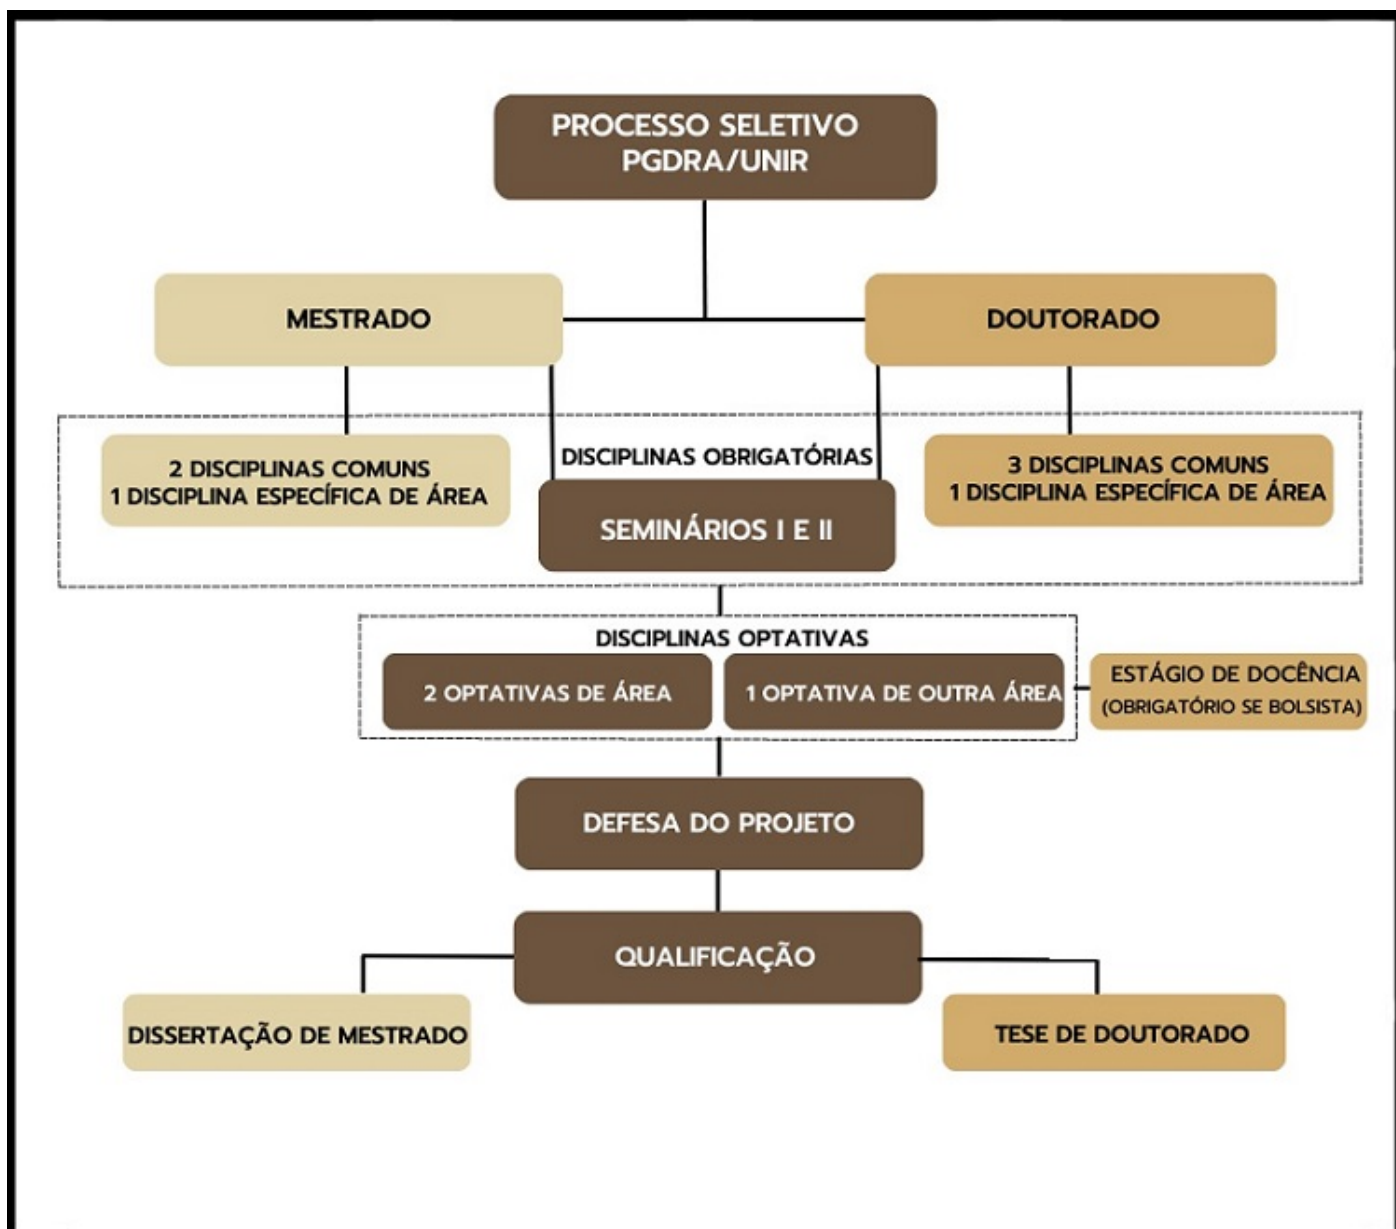 PROCESSO SELETIVO
PGDRA/UNIR
MESTRADO
DOUTORADO
2 DISCIPLINAS COMUNS
1 DISCIPLINA ESPECÍFICA DE ÁREA
DISCIPLINAS OBRIGATÓRIAS
SEMINÁRIOS I E II
3 DISCIPLINAS COMUNS
1 DISCIPLINA ESPECÍFICA DE ÁREA
DISCIPLINAS OPTATIVAS
2 OPTATIVAS DE ÁREA
1 OPTATIVA DE OUTRA ÁREA
ESTÁGIO DE DOCÊNCIA
(OBRIGATÓRIO SE BOLSISTA)
DEFESA DO PROJETO
QUALIFICAÇÃO
DISSERTAÇÃO DE MESTRADO
TESE DE DOUTORADO